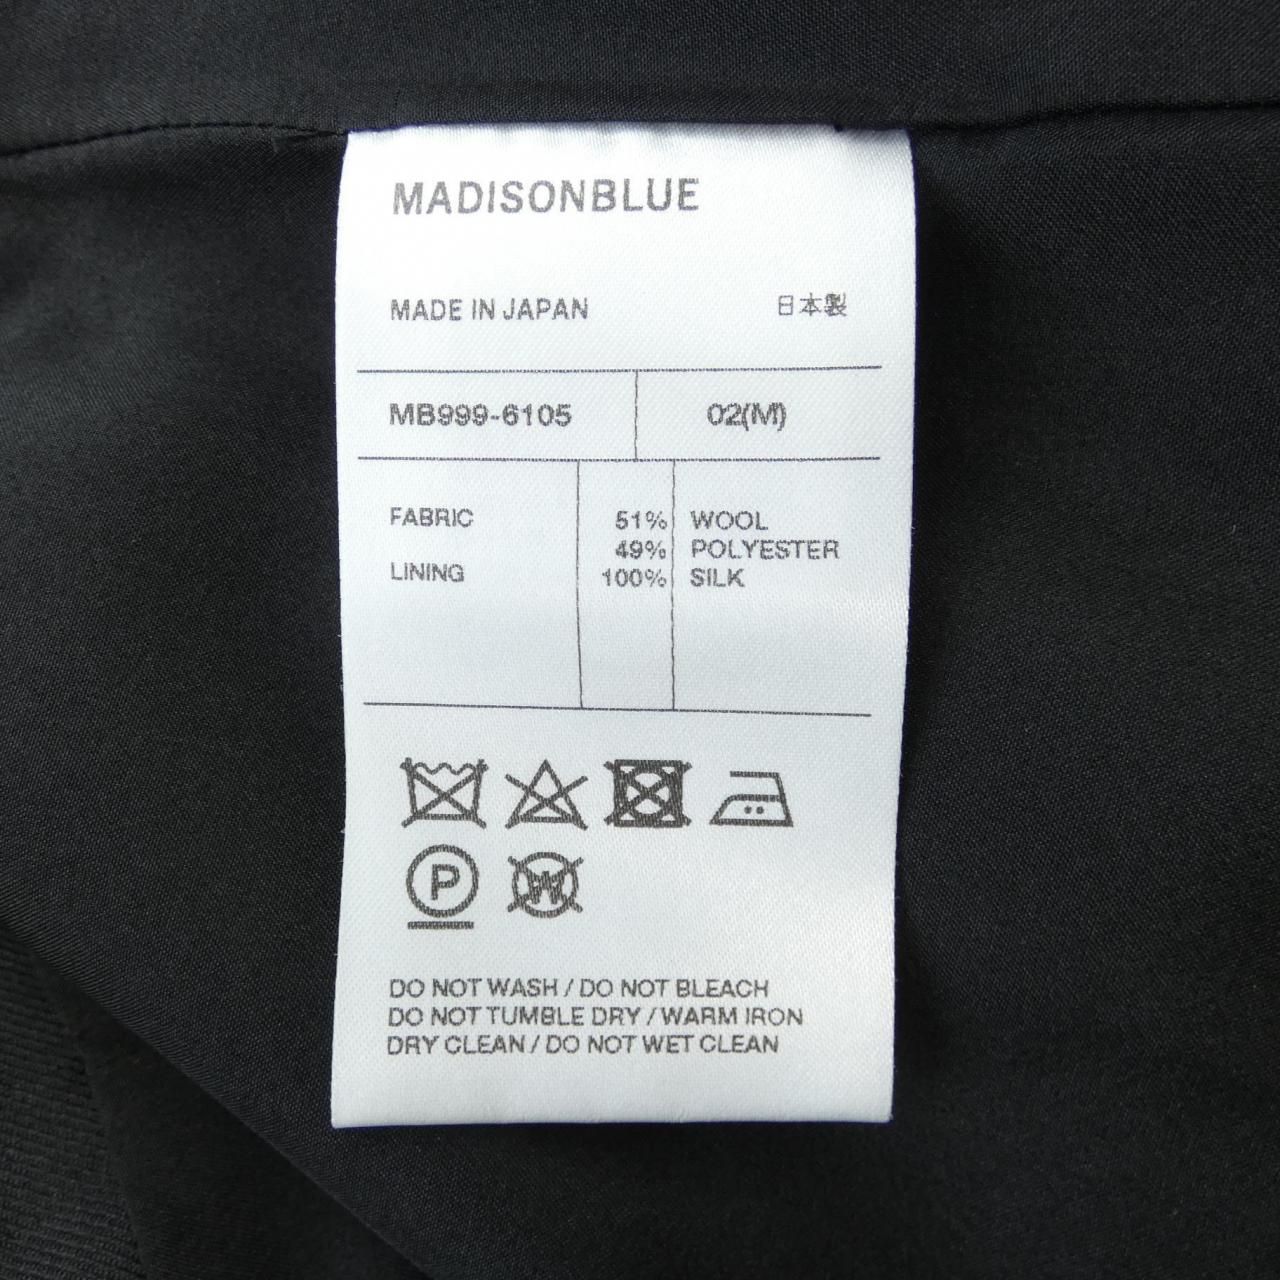 MADISONBLUE
MADE IN JAPAN 日本製
MB999-6105 02(M)
FABRIC 51% WOOL
49% POLYESTER
LINING 100% SILK
P W
DO NOT WASH / DO NOT BLEACH
DO NOT TUMBLE DRY / WARM IRON
DRY CLEAN / DO NOT WET CLEAN